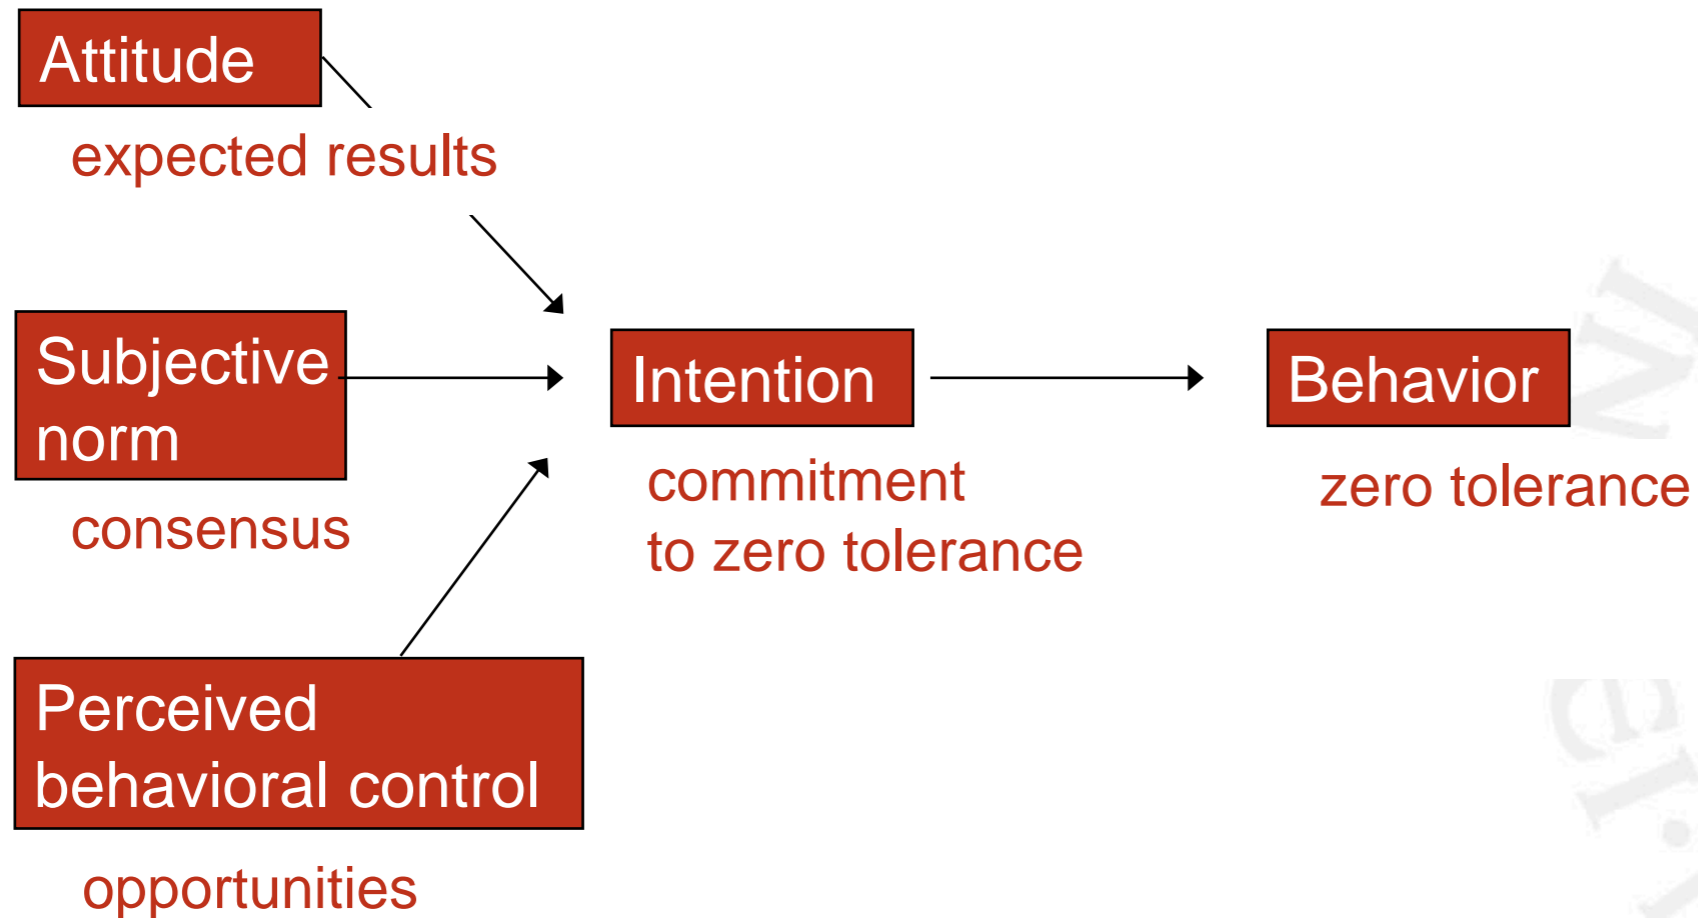 Attitude
expected results
Subjective
norm
consensus
Intention
commitment
to zero tolerance
Behavior
zero tolerance
Perceived
behavioral control
opportunities